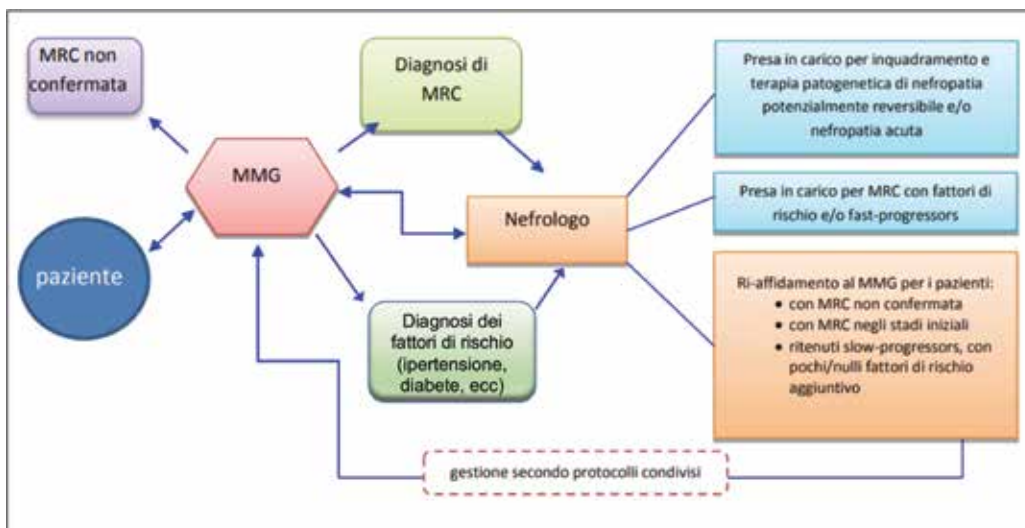 MRC non
confermata
Diagnosi di
MRC
MMG
paziente
Nefrologo
Diagnosi dei
fattori di rischio
(ipertensione,
diabete, ecc)
Presa in carico per inquadramento e
terapia patogenetica di nefropatia
potenzialmente reversibile e/o
nefropatia acuta
Presa in carico per MRC con fattori di
rischio e/o fast-progressors
Ri-affidamento al MMG per i pazienti:
• con MRC non confermata
• con MRC negli stadi iniziali
• ritenuti slow-progressors, con
pochi/nulli fattori di rischio
aggiuntivo
gestione secondo protocolli condivisi